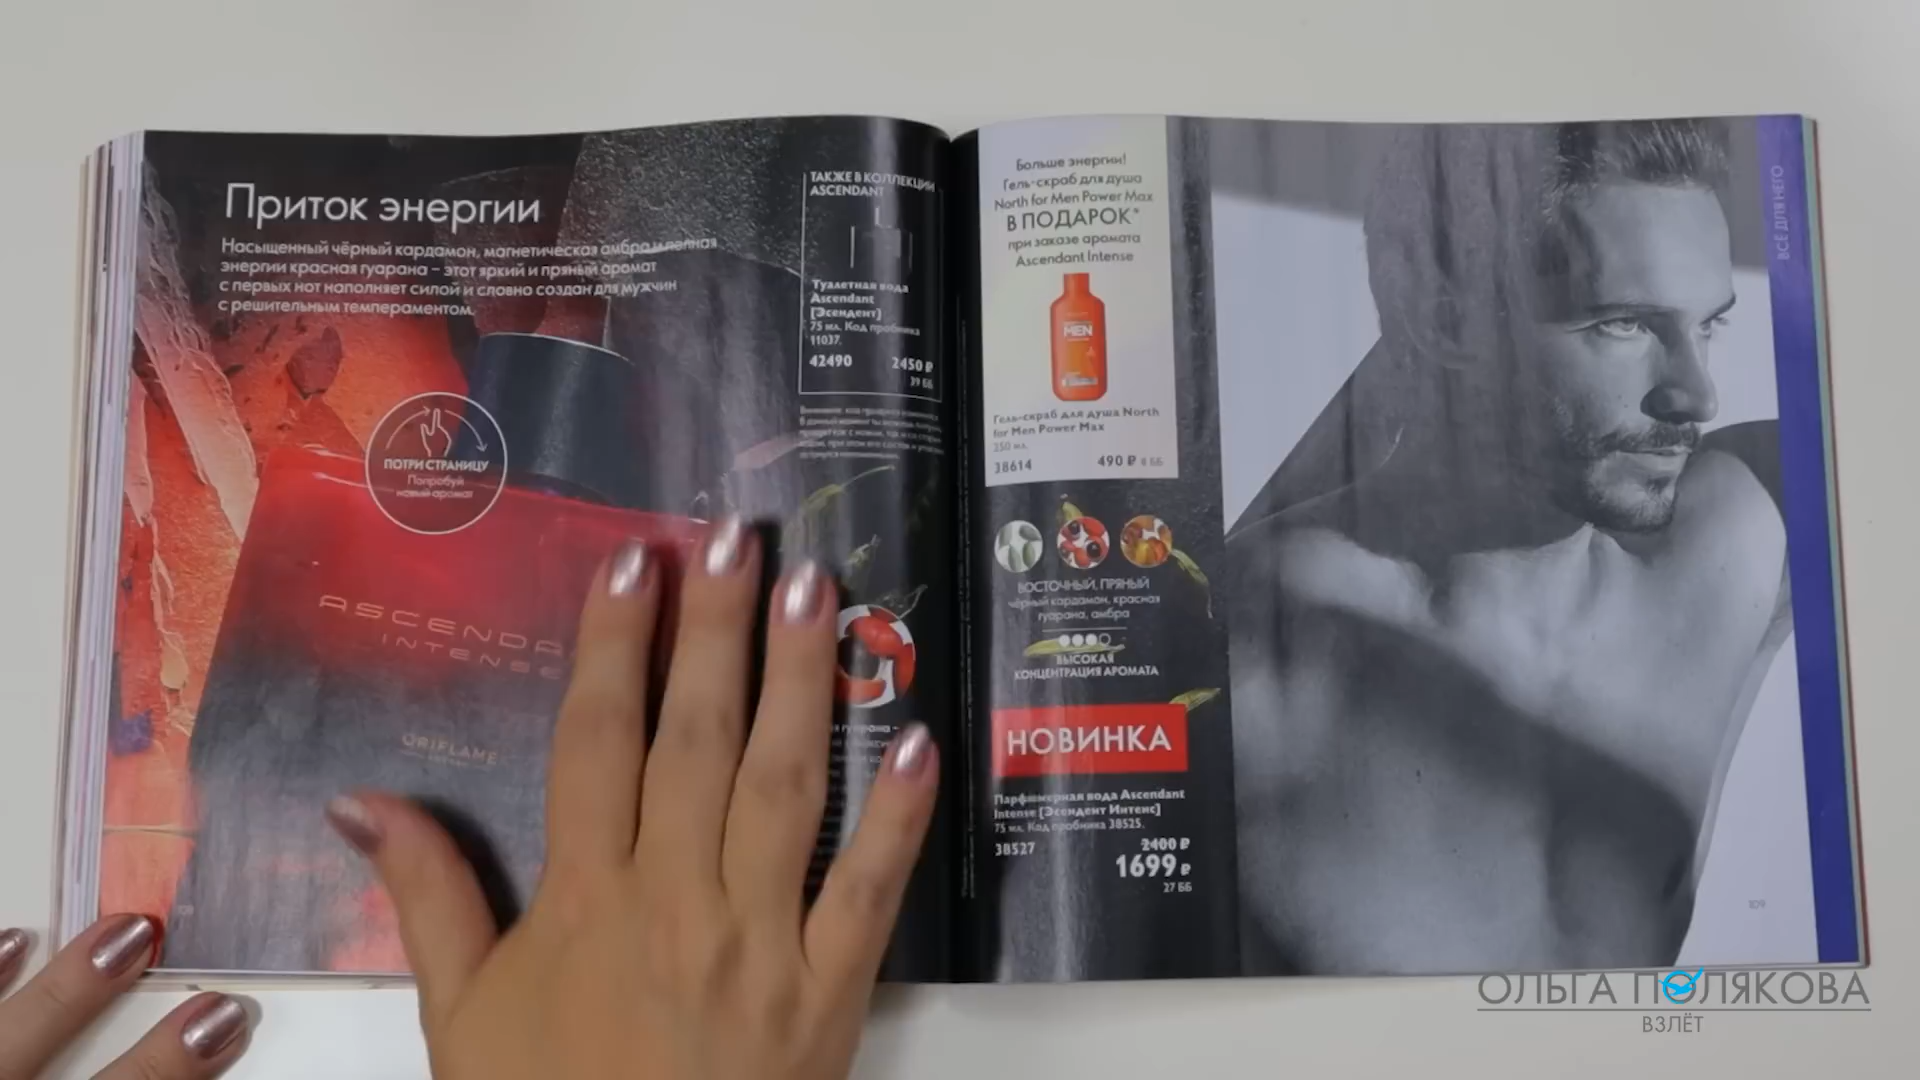 Приток энергии
Насыщенный чёрный кардамон, магнетическая амбра и полная
энергии красная гуарана – этот яркий и пряный аромат
с первых нот наполняет силой и словно создан для мужчин
с решительным темпераментом.
ПОТРИ СТРАНИЦУ
Попробуй
новый аромат
ASCENDA
INTENSE
ORIFLAME
ТАКЖЕ В КОЛЛЕКЦИИ
ASCENDANT
Туалетная вода
Ascendant
[Эсендент]
75 мл. Код пробника
11037.
42490 2450 ₽
39 ББ
гуарана –
Больше энергии!
Гель-скраб для душа
North for Men Power Max
В ПОДАРОК*
при заказе аромата
Ascendant Intense
MEN
Гель-скраб для душа North
for Men Power Max
250 мл.
38614 490 ₽ 8 ББ
ВОСТОЧНЫЙ, ПРЯНЫЙ
чёрный кардамон, красная
гуарана, амбра
ВЫСОКАЯ
КОНЦЕНТРАЦИЯ АРОМАТА
НОВИНКА
Парфюмерная вода Ascendant
Intense [Эсендент Интенс]
75 мл. Код пробника 38525.
38527 2400 ₽
1699 ₽
27 ББ
ВСЁ ДЛЯ НЕГО
109
ОЛЬГА ПОЛЯКОВА
ВЗЛЁТ